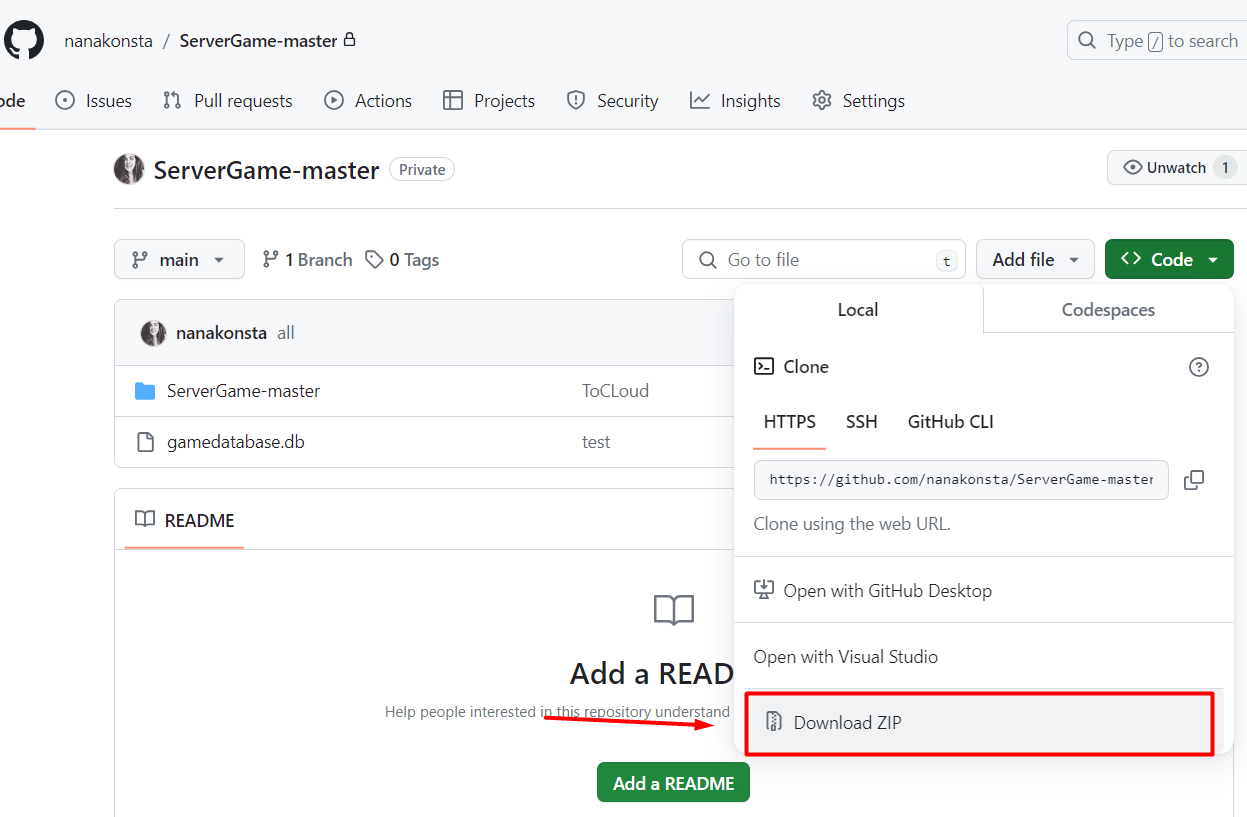 nanakonsta / ServerGame-master
Type / to search
ode Issues Pull requests Actions Projects Security Insights Settings
ServerGame-master Private
Unwatch 1
main 1 Branch 0 Tags
Go to file t Add file Code
Local Codespaces
nanakonsta all
Clone
ServerGame-master ToCLoud
HTTPS SSH GitHub CLI
gamedatabase.db test
https://github.com/nanakonsta/ServerGame-master
Clone using the web URL.
README
Open with GitHub Desktop
Open with Visual Studio
Add a READ
Help people interested in this repository understand
Download ZIP
Add a README